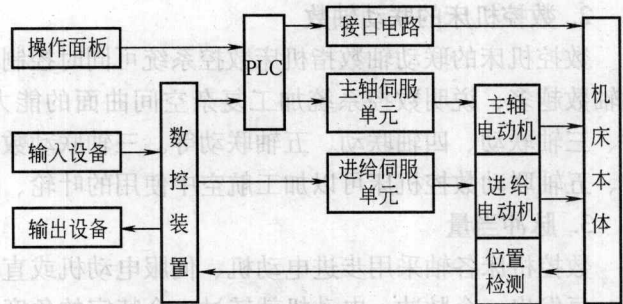 操作面板
PLC
接口电路
主轴伺服
单元
主轴
电动机
机床本体
输入设备
数控装置
进给伺服
单元
进给
电动机
输出设备
位置
检测